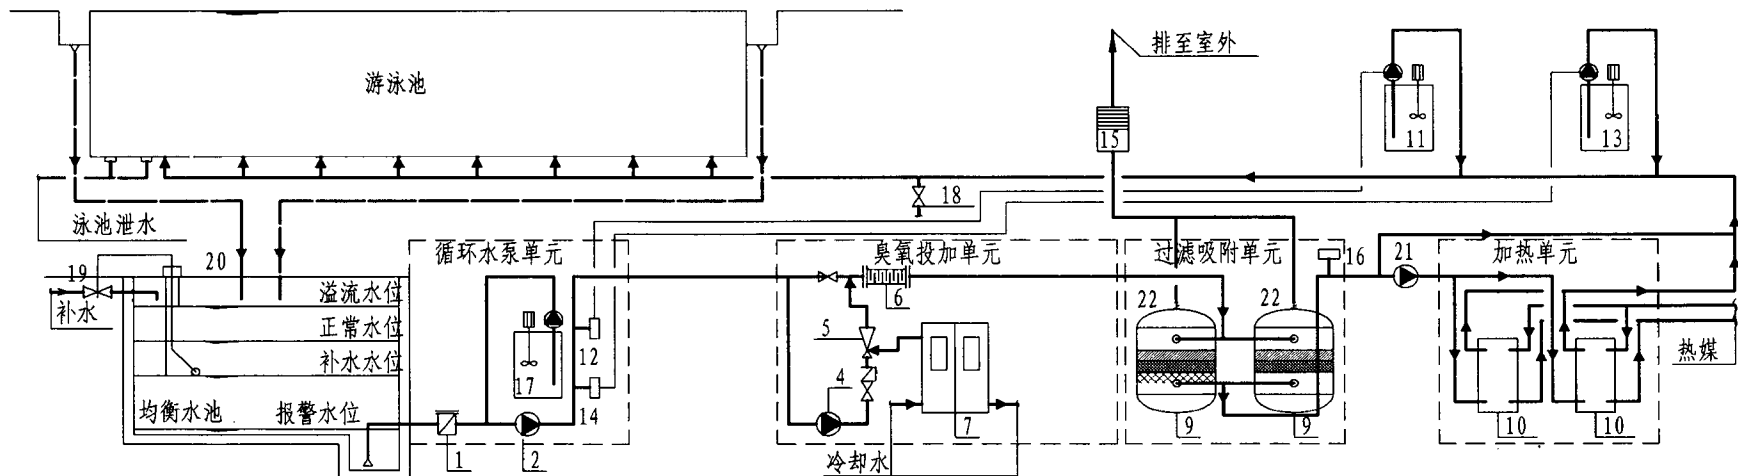 游泳池
排至室外
15
11
13
泳池泄水
18
循环水泵单元
臭氧投加单元
过滤吸附单元
16
21
加热单元
19
20
补水
溢流水位
正常水位
补水水位
均衡水池
报警水位
6
5
22
22
12
17
4
14
热媒
1
2
7
9
9
10
10
冷却水